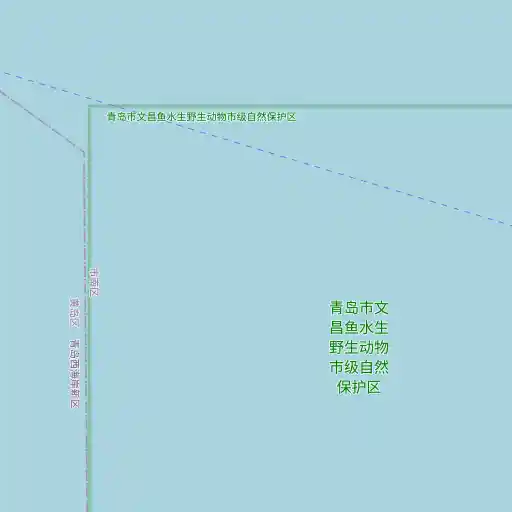 青岛市文昌鱼水生野生动物市级自然保护区
市南区
黄岛区 青岛西海岸新区
青岛市文
昌鱼水生
野生动物
市级自然
保护区